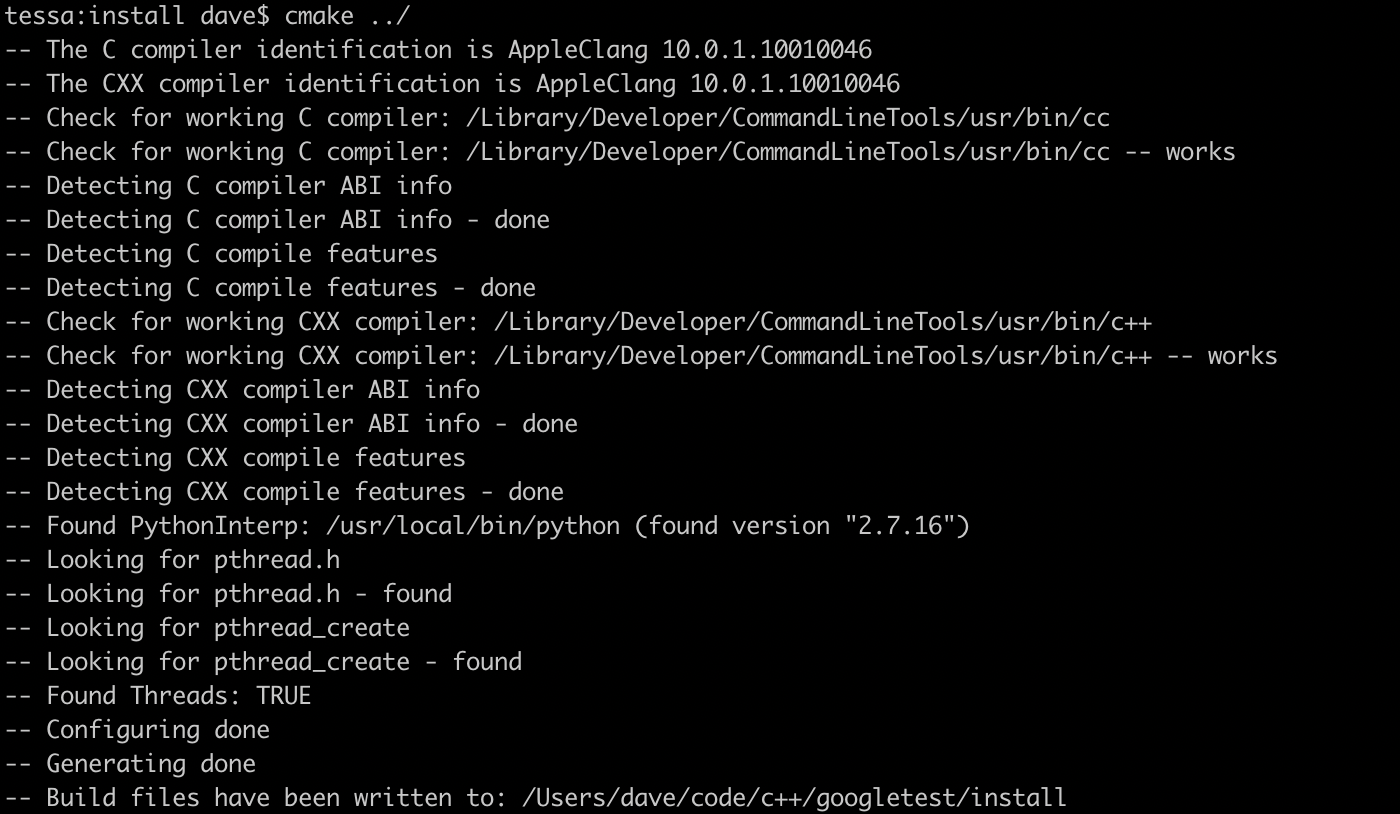 tessa:install dave$ cmake ../
-- The C compiler identification is AppleClang 10.0.1.10010046
-- The CXX compiler identification is AppleClang 10.0.1.10010046
-- Check for working C compiler: /Library/Developer/CommandLineTools/usr/bin/cc
-- Check for working C compiler: /Library/Developer/CommandLineTools/usr/bin/cc -- works
-- Detecting C compiler ABI info
-- Detecting C compiler ABI info - done
-- Detecting C compile features
-- Detecting C compile features - done
-- Check for working CXX compiler: /Library/Developer/CommandLineTools/usr/bin/c++
-- Check for working CXX compiler: /Library/Developer/CommandLineTools/usr/bin/c++ -- works
-- Detecting CXX compiler ABI info
-- Detecting CXX compiler ABI info - done
-- Detecting CXX compile features
-- Detecting CXX compile features - done
-- Found PythonInterp: /usr/local/bin/python (found version "2.7.16")
-- Looking for pthread.h
-- Looking for pthread.h - found
-- Looking for pthread_create
-- Looking for pthread_create - found
-- Found Threads: TRUE
-- Configuring done
-- Generating done
-- Build files have been written to: /Users/dave/code/c++/googletest/install